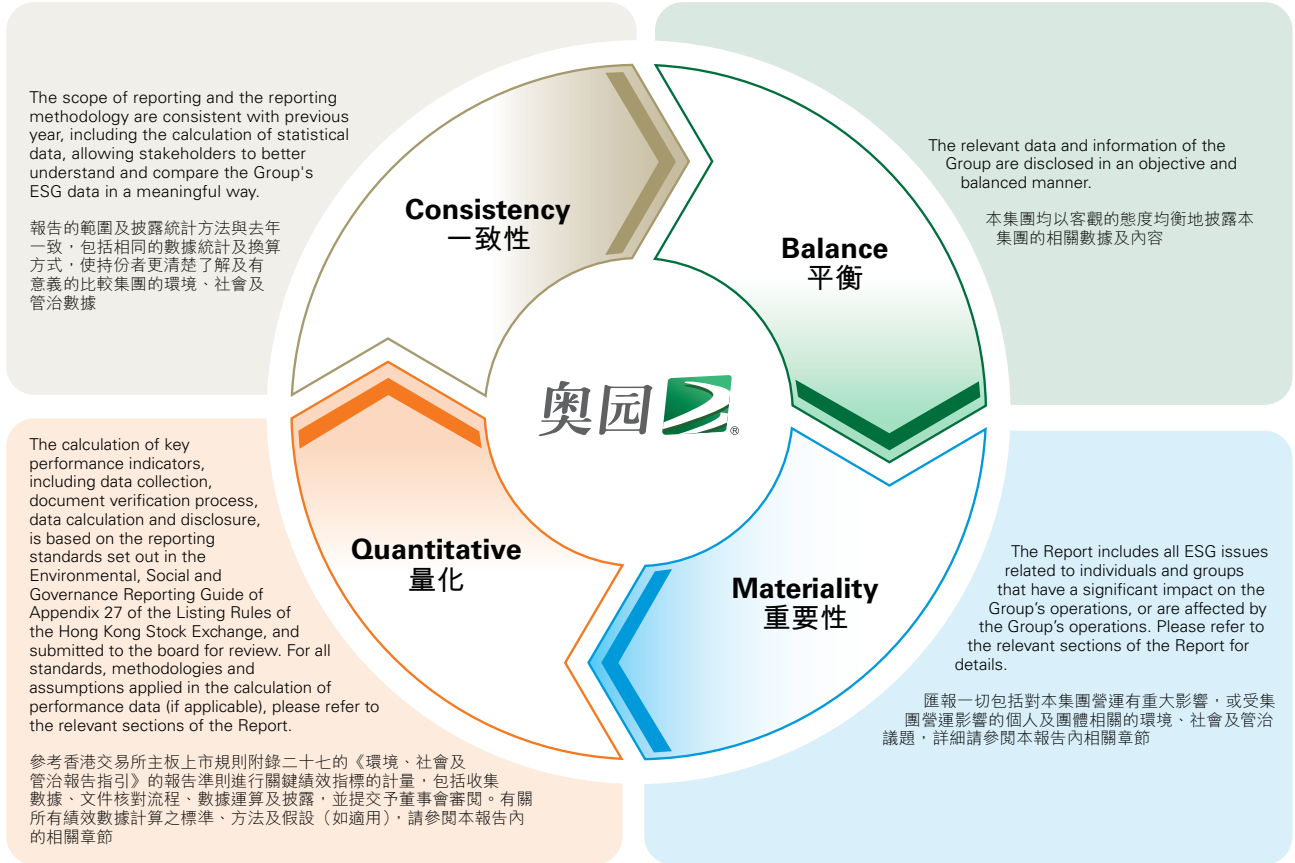 The scope of reporting and the reporting
methodology are consistent with previous
year, including the calculation of statistical
data, allowing stakeholders to better
understand and compare the Group's
ESG data in a meaningful way.
報告的範圍及披露統計方法與去年
一致，包括相同的數據統計及換算
方式，使持份者更清楚了解及有
意義的比較集團的環境、社會及
管治數據
Consistency
一致性
The relevant data and information of the
Group are disclosed in an objective and
balanced manner.
本集團均以客觀的態度均衡地披露本
集團的相關數據及內容
Balance
平衡
奥园
®
The calculation of key
performance indicators,
including data collection,
document verification process,
data calculation and disclosure,
is based on the reporting
standards set out in the
Environmental, Social and
Governance Reporting Guide of
Appendix 27 of the Listing Rules of
the Hong Kong Stock Exchange, and
submitted to the board for review. For all
standards, methodologies and
assumptions applied in the calculation of
performance data (if applicable), please refer to
the relevant sections of the Report.
參考香港交易所主板上市規則附錄二十七的《環境、社會及
管治報告指引》的報告準則進行關鍵績效指標的計量，包括收集
數據、文件核對流程、數據運算及披露，並提交予董事會審閱。有關
所有績效數據計算之標準、方法及假設（如適用），請參閱本報告內
的相關章節
Quantitative
量化
Materiality
重要性
The Report includes all ESG issues
related to individuals and groups
that have a significant impact on the
Group’s operations, or are affected by
the Group’s operations. Please refer to
the relevant sections of the Report for
details.
匯報一切包括對本集團營運有重大影響，或受集
團營運影響的個人及團體相關的環境、社會及管治
議題，詳細請參閱本報告內相關章節